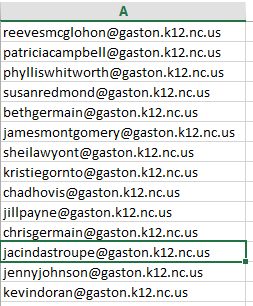 A
reevesmcglohon@gaston.k12.nc.us
patriciacampbell@gaston.k12.nc.us
phylliswhitworth@gaston.k12.nc.us
susanredmond@gaston.k12.nc.us
bethgermain@gaston.k12.nc.us
jamesmontgomery@gaston.k12.nc.us
sheilawyont@gaston.k12.nc.us
kristiegornto@gaston.k12.nc.us
chadhovis@gaston.k12.nc.us
jillpayne@gaston.k12.nc.us
chrisgermain@gaston.k12.nc.us
jacindastroupe@gaston.k12.nc.us
jennyjohnson@gaston.k12.nc.us
kevindoran@gaston.k12.nc.us